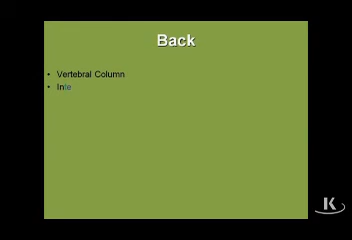 Back
• Vertebral Column
• Inte
K